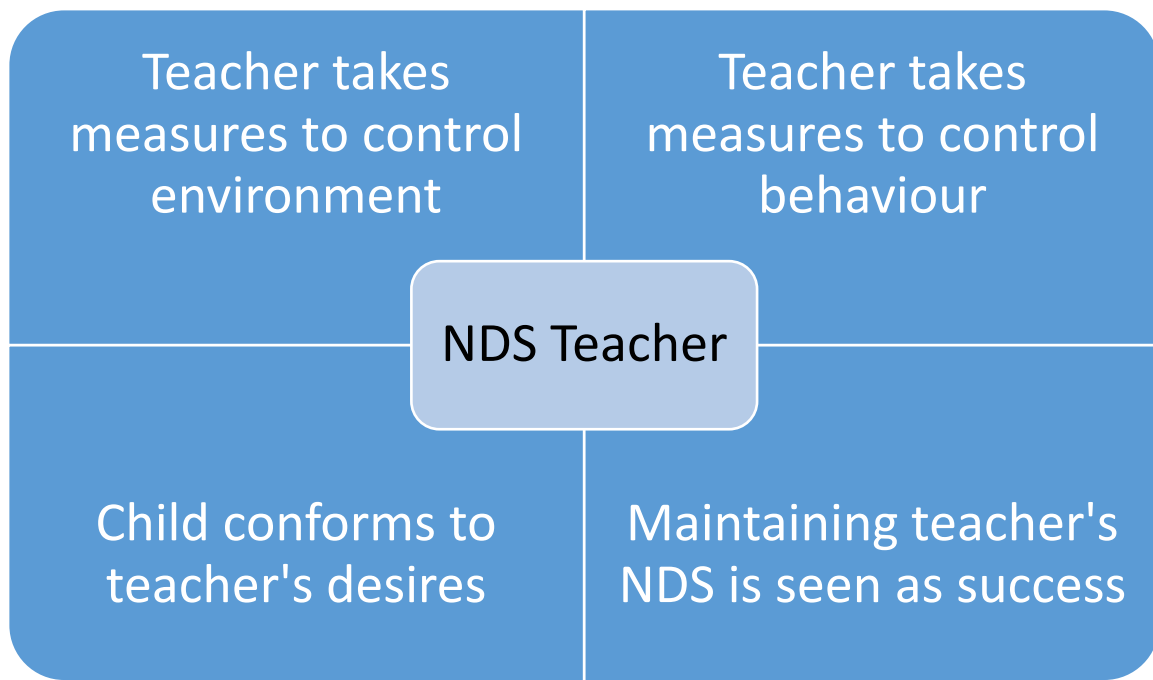 Teacher takes
measures to control
environment
Teacher takes
measures to control
behaviour
NDS Teacher
Child conforms to
teacher's desires
Maintaining teacher's
NDS is seen as success